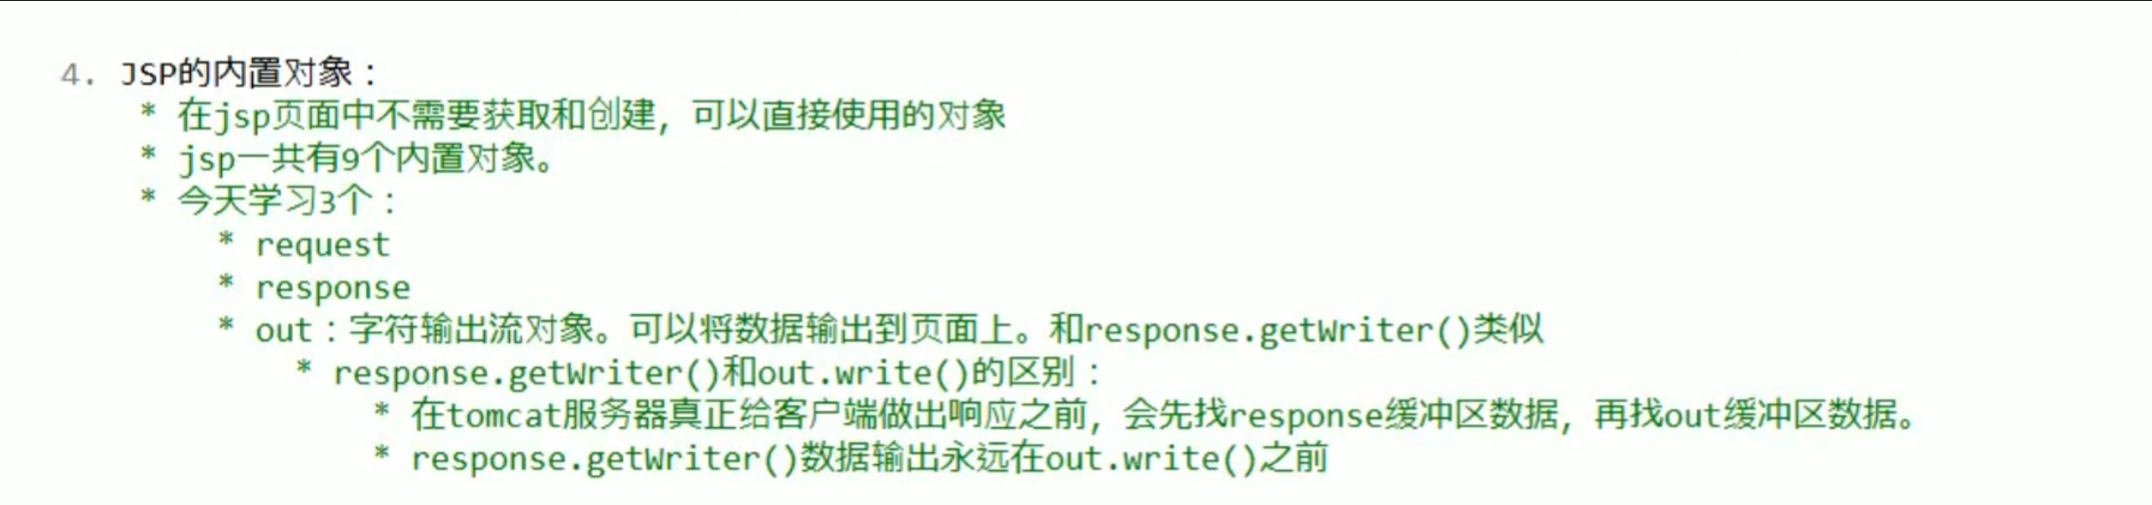 4. JSP的内置对象：
* 在jsp页面中不需要获取和创建，可以直接使用的对象
* jsp一共有9个内置对象。
* 今天学习3个：
* request
* response
* out：字符输出流对象。可以将数据输出到页面上。和response.getWriter()类似
* response.getWriter()和out.write()的区别：
* 在tomcat服务器真正给客户端做出响应之前，会先找response缓冲区数据，再找out缓冲区数据。
* response.getWriter()数据输出永远在out.write()之前